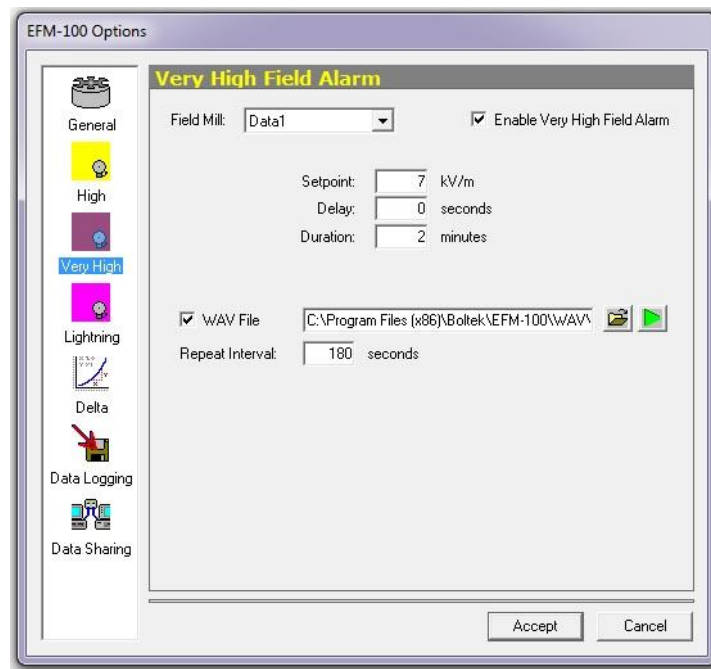 EFM-100 Options
General
High
Very High
Lightning
Delta
Data Logging
Data Sharing
Very High Field Alarm
Field Mill: Data1
Enable Very High Field Alarm
Setpoint: 7 kV/m
Delay: 0 seconds
Duration: 2 minutes
WAV File C:\Program Files (x86)\Boltek\EFM-100\WAV\
Repeat Interval: 180 seconds
Accept Cancel